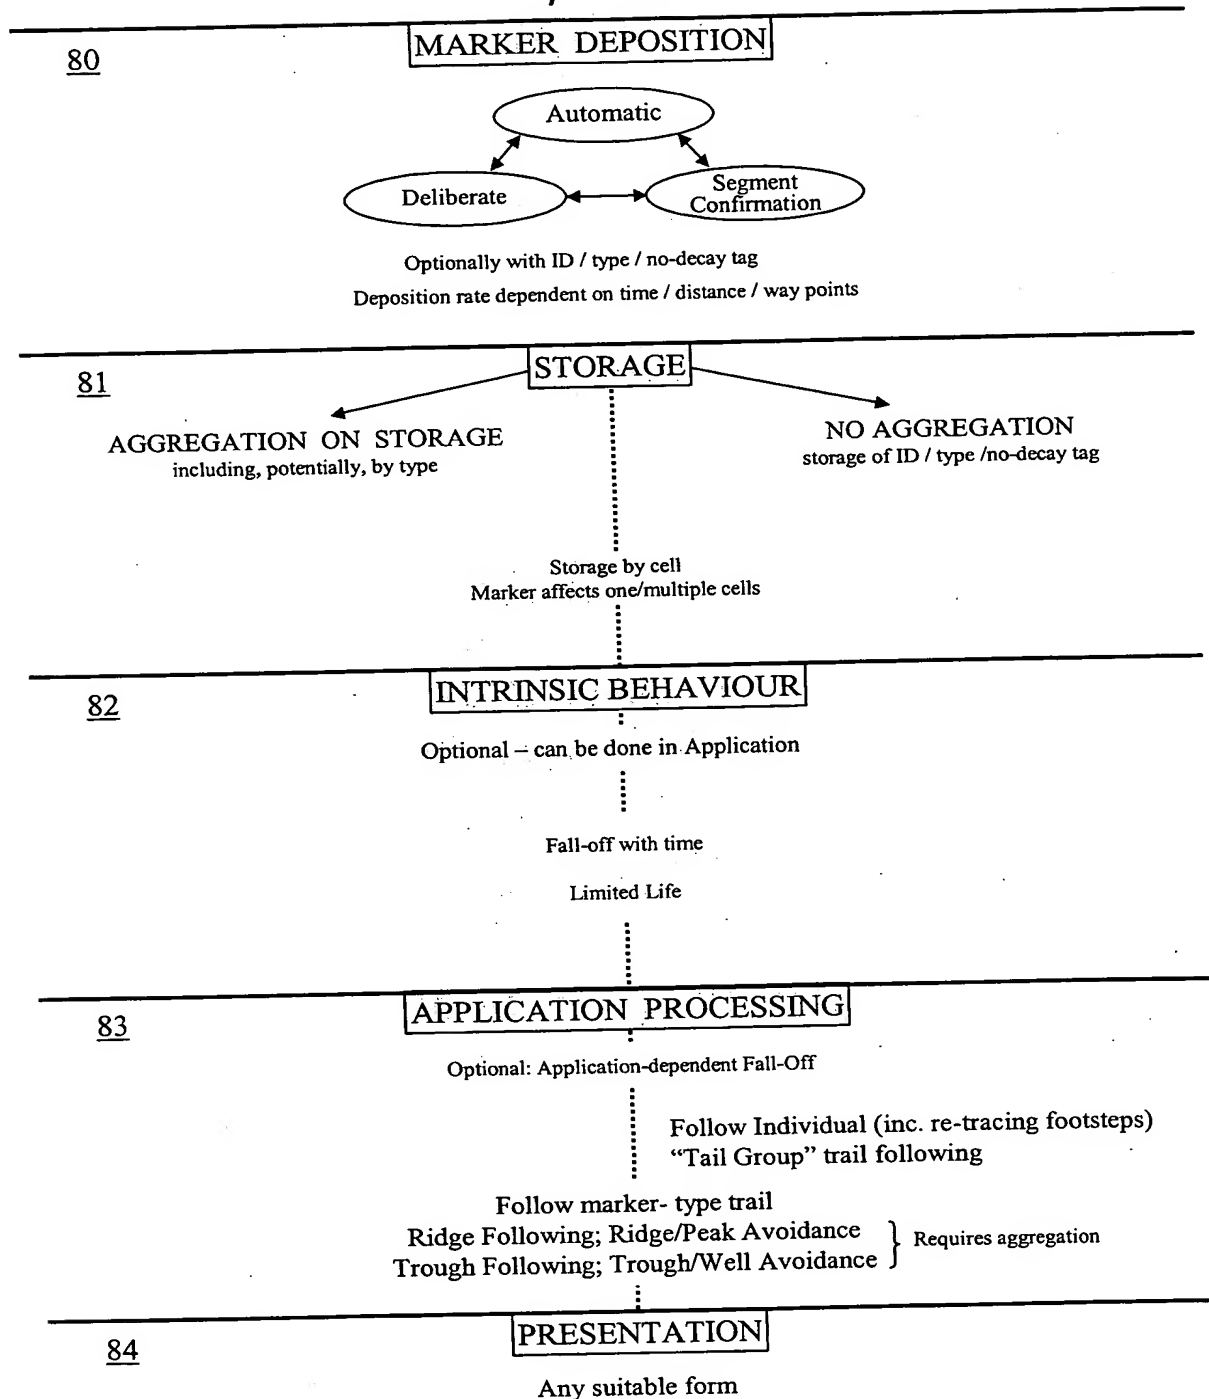 80
MARKER DEPOSITION
Automatic
Deliberate
Segment
Confirmation
Optionally with ID / type / no-decay tag
Deposition rate dependent on time / distance / way points
81
STORAGE
AGGREGATION ON STORAGE
including, potentially, by type
NO AGGREGATION
storage of ID / type /no-decay tag
Storage by cell
Marker affects one/multiple cells
82
INTRINSIC BEHAVIOUR
Optional – can be done in Application
Fall-off with time
Limited Life
83
APPLICATION PROCESSING
Optional: Application-dependent Fall-Off
Follow Individual (inc. re-tracing footsteps)
“Tail Group” trail following
Follow marker- type trail
Ridge Following; Ridge/Peak Avoidance
Trough Following; Trough/Well Avoidance
Requires aggregation
84
PRESENTATION
Any suitable form